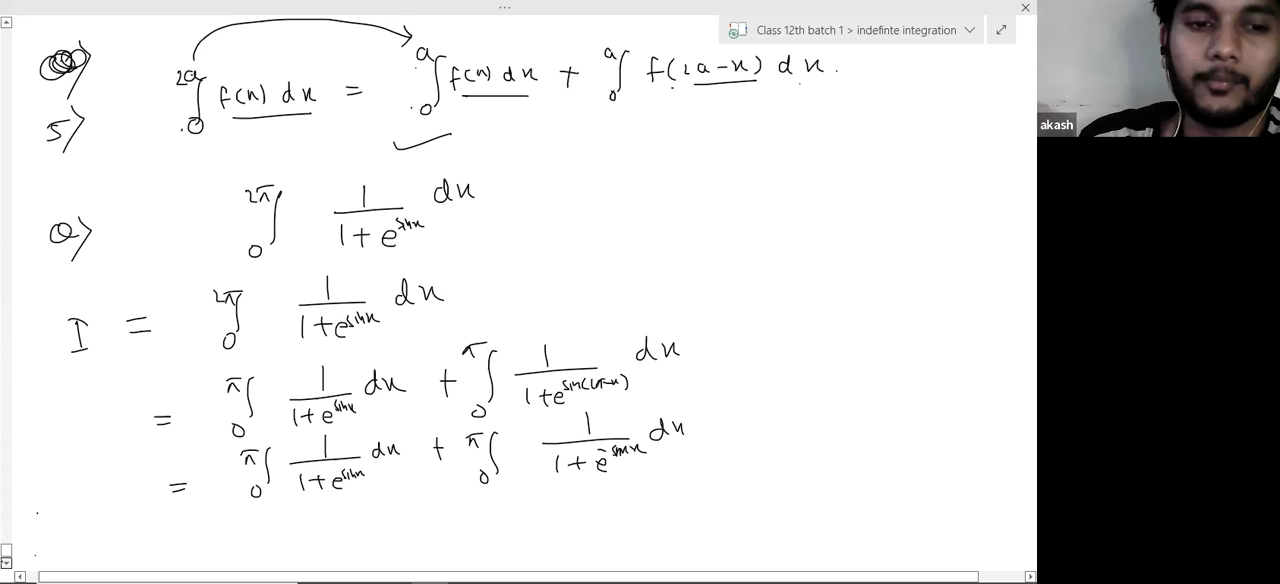 Class 12th batch 1 > indefinite integration
akash
5) ∫₀^{2a} f(x) dx = ∫₀^{a} f(x) dx + ∫₀^{a} f(2a-x) dx.
Q) ∫₀^{2π} 1/(1+e^{sinx}) dx
I = ∫₀^{2π} 1/(1+e^{sinx}) dx
= ∫₀^{π} 1/(1+e^{sinx}) dx + ∫₀^{π} 1/(1+e^{sin(2π-x)}) dx
= ∫₀^{π} 1/(1+e^{sinx}) dx + ∫₀^{π} 1/(1+e^{-sinx}) dx